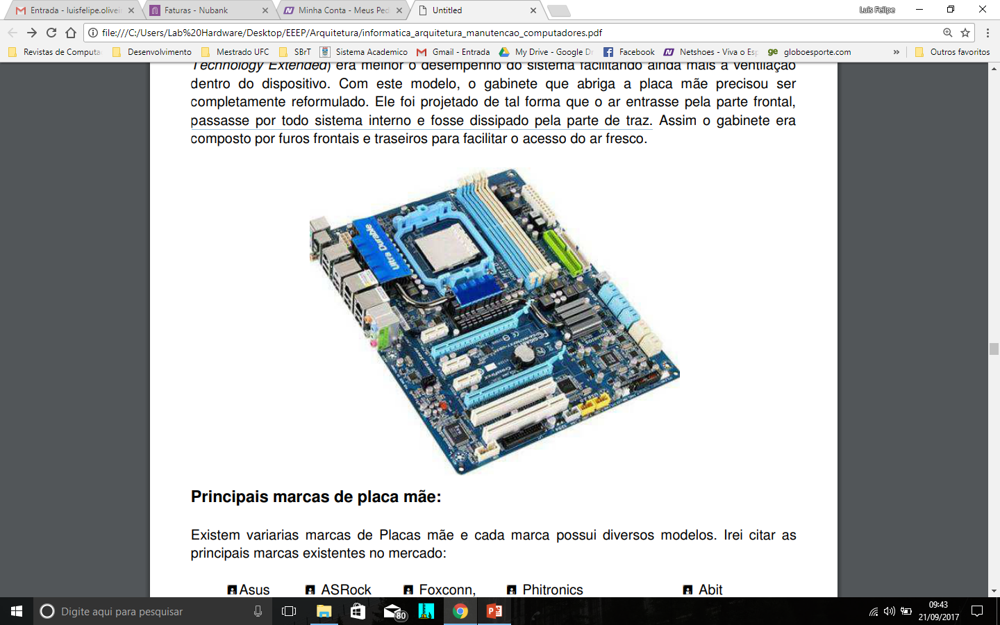 Entrada - luisfelipe.olivei
Faturas - Nubank
Minha Conta - Meus Ped
Untitled
Luis Felipe
file:///C:/Users/Lab%20Hardware/Desktop/EEEP/Arquitetura/informatica_arquitetura_manutencao_computadores.pdf
Revistas de Computa
Desenvolvimento
Mestrado UFC
SBrT
Sistema Academico
Gmail - Entrada
My Drive - Google Dr
Facebook
Netshoes - Viva o Esp
ge globoesporte.com
»
Outros favoritos
Technology Extended) era melhor o desempenho do sistema facilitando ainda mais a ventilação
dentro do dispositivo. Com este modelo, o gabinete que abriga a placa mãe precisou ser
completamente reformulado. Ele foi projetado de tal forma que o ar entrasse pela parte frontal,
passasse por todo sistema interno e fosse dissipado pela parte de traz. Assim o gabinete era
composto por furos frontais e traseiros para facilitar o acesso do ar fresco.
Ultra Durable
Principais marcas de placa mãe:
Existem variarias marcas de Placas mãe e cada marca possui diversos modelos. Irei citar as
principais marcas existentes no mercado:
Asus ASRock Foxconn, Phitronics Abit
Digite aqui para pesquisar
80
09:43
21/09/2017